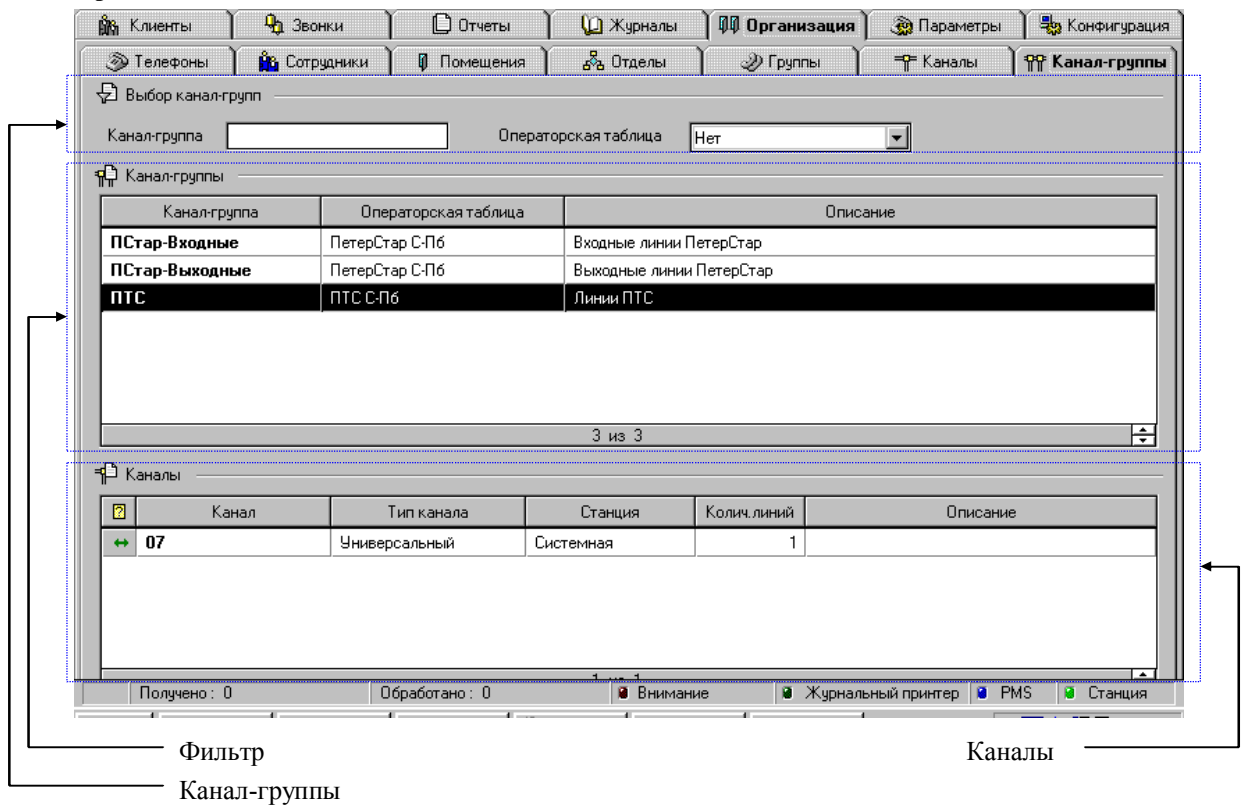 Клиенты Звонки Отчеты Журналы Организация Параметры Конфигурация
Телефоны Сотрудники Помещения Отделы Группы Каналы Канал-группы
Выбор канал-групп
Канал-группа Операторская таблица Нет
Канал-группы
Канал-группа Операторская таблица Описание
ПСтар-Входные ПетерСтар С-Пб Входные линии ПетерСтар
ПСтар-Выходные ПетерСтар С-Пб Выходные линии ПетерСтар
ПТС ПТС С-Пб Линии ПТС
3 из 3
Каналы
? Канал Тип канала Станция Колич.линий Описание
07 Универсальный Системная 1
1 из 1
Получено : 0 Обработано : 0 Внимание Журнальный принтер PMS Станция
Фильтр Каналы
Канал-группы